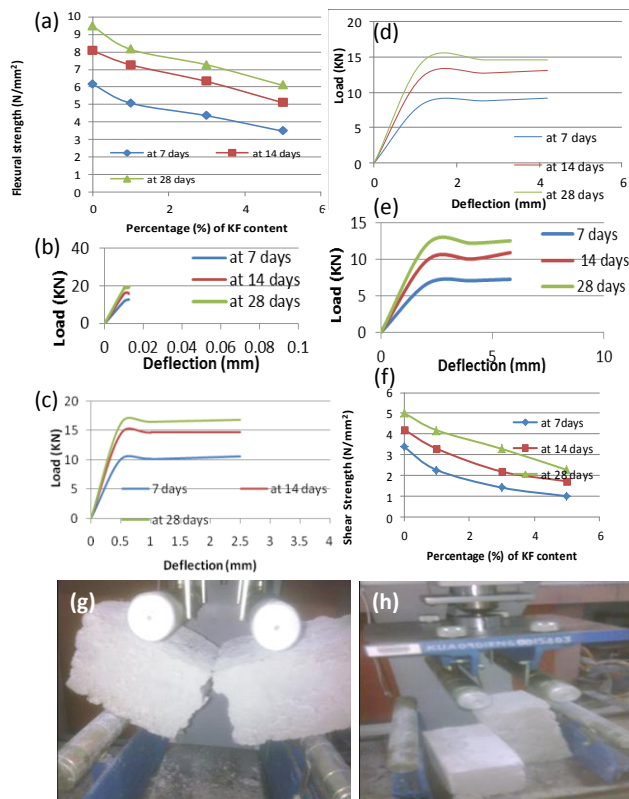 (a)
Flexural strength (N/mm²)
10
9
8
7
6
5
4
3
2
1
0
at 7 days
at 14 days
at 28 days
0 2 4 6
Percentage (%) of KF content
(b)
Load (KN)
40
20
0
at 7 days
at 14 days
at 28 days
0 0.02 0.04 0.06 0.08 0.1
Deflection (mm)
(c)
Load (KN)
20
15
10
5
0
7 days
at 14 days
at 28 days
0 0.5 1 1.5 2 2.5 3 3.5 4
Deflection (mm)
(d)
Load (KN)
20
15
10
5
0
at 7 days
at 14 days
at 28 days
0 2 4 6
Deflection (mm)
(e)
Load (KN)
15
10
5
0
7 days
14 days
28 days
0 5 10
Deflection (mm)
(f)
Shear Strength (N/mm²)
6
5
4
3
2
1
0
at 7days
at 14 days
at 28 days
0 2 4 6
Percentage (%) of KF content
(g)
(h)